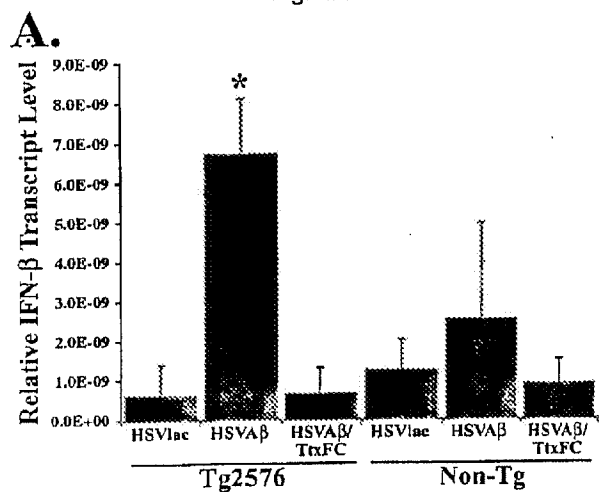 A.
Relative IFN-β Transcript Level
9.0E-09
8.0E-09
7.0E-09
6.0E-09
5.0E-09
4.0E-09
3.0E-09
2.0E-09
1.0E-09
0.0E+00
*
HSVlac HSVAβ HSVAβ/TtxFC HSVlac HSVAβ HSVAβ/TtxFC
Tg2576 Non-Tg